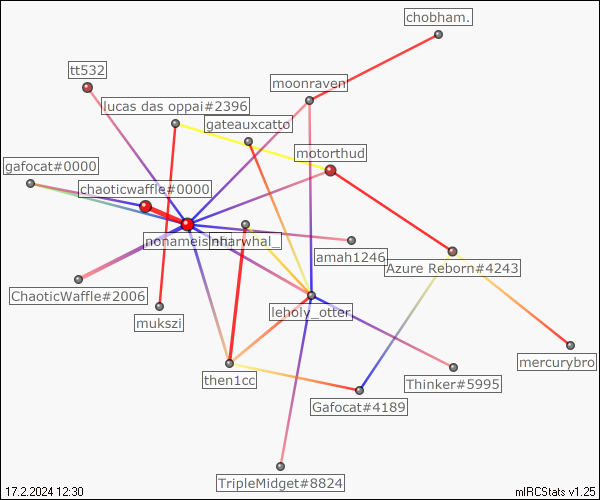 chobham.
tt532
moonraven
lucas das oppai#2396
gateauxcatto
motorthud
gafocat#0000
chaoticwaffle#0000
narwhal_
amah1246
Azure Reborn#4243
ChaoticWaffle#2006
leholy_otter
mukszi
mercurybro
then1cc
Thinker#5995
Gafocat#4189
TripleMidget#8824
17.2.2024 12:30
mIRCStats v1.25